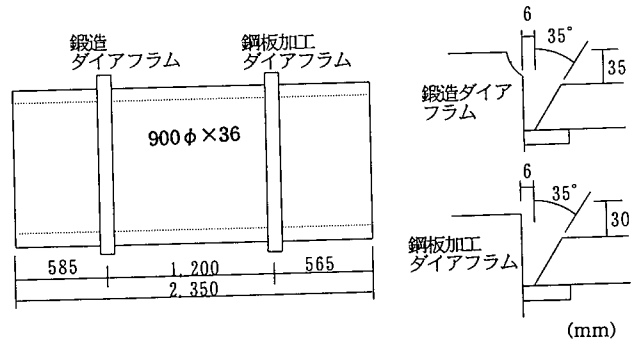 鍛造
ダイアフラム
鋼板加工
ダイアフラム
900φ×36
585
1,200
565
2,350
6
35°
35
鍛造ダイア
フラム
6
35°
30
鋼板加工
ダイアフラム
(mm)